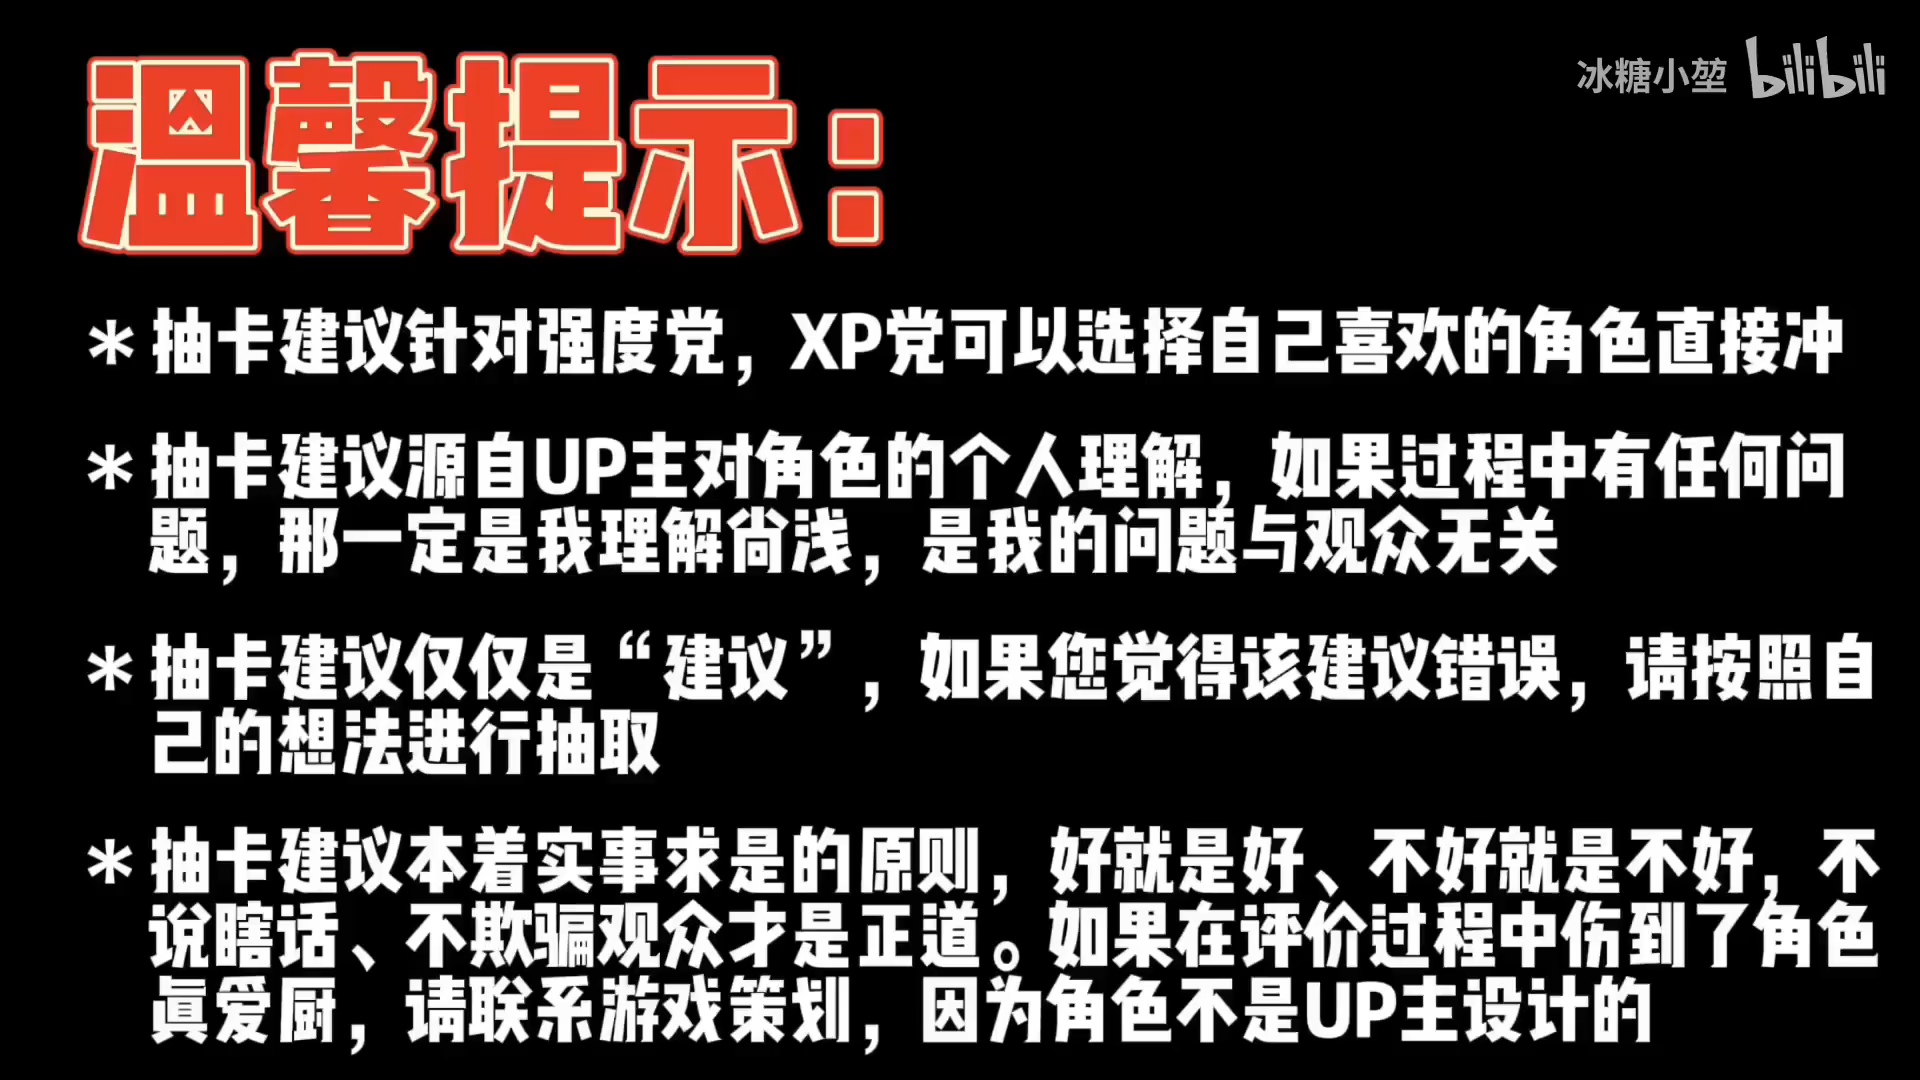 冰糖小堃 bilibili
溫馨提示：
*抽卡建议针对强度党，XP党可以选择自己喜欢的角色直接冲
*抽卡建议源自UP主对角色的个人理解，如果过程中有任何问
题，那一定是我理解尚浅，是我的问题与观众无关
*抽卡建议仅仅是“建议”，如果您觉得该建议错误，请按照自
己的想法进行抽取
*抽卡建议本着实事求是的原则，好就是好、不好就是不好，不
说瞎话、不欺骗观众才是正道。如果在评价过程中伤到了角色
真爱厨，请联系游戏策划，因为角色不是UP主设计的